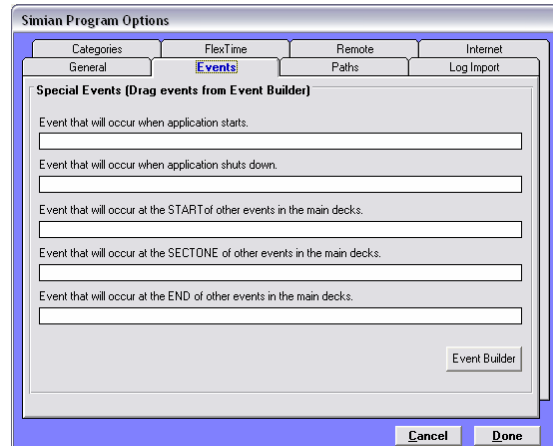 Simian Program Options
Categories FlexTime Remote Internet
General Events Paths Log Import
Special Events (Drag events from Event Builder)
Event that will occur when application starts.
Event that will occur when application shuts down.
Event that will occur at the STARTof other events in the main decks.
Event that will occur at the SECTONE of other events in the main decks.
Event that will occur at the END of other events in the main decks.
Event Builder
Cancel Done